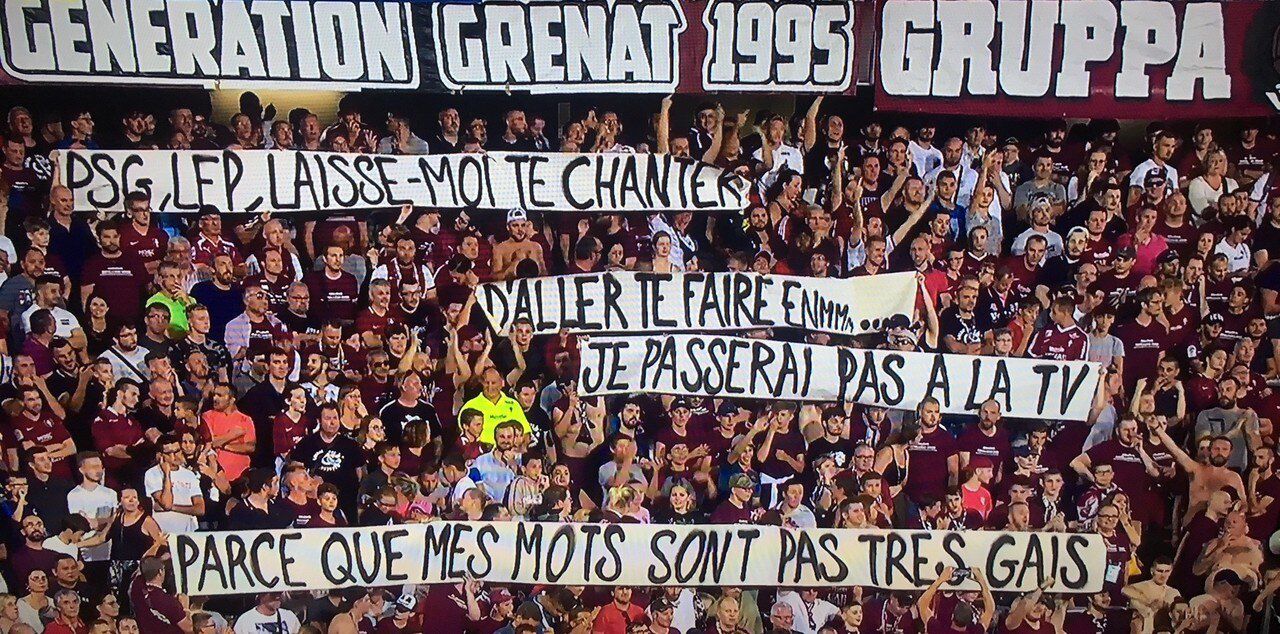 GENERATION GRENAT 1995 GRUPPA
PSG, LFP, LAISSE-MOI TE CHANTER
D'ALLER TE FAIRE ENMMM.....
JE PASSERAI PAS A LA TV
PARCE QUE MES MOTS SONT PAS TRES GAIS